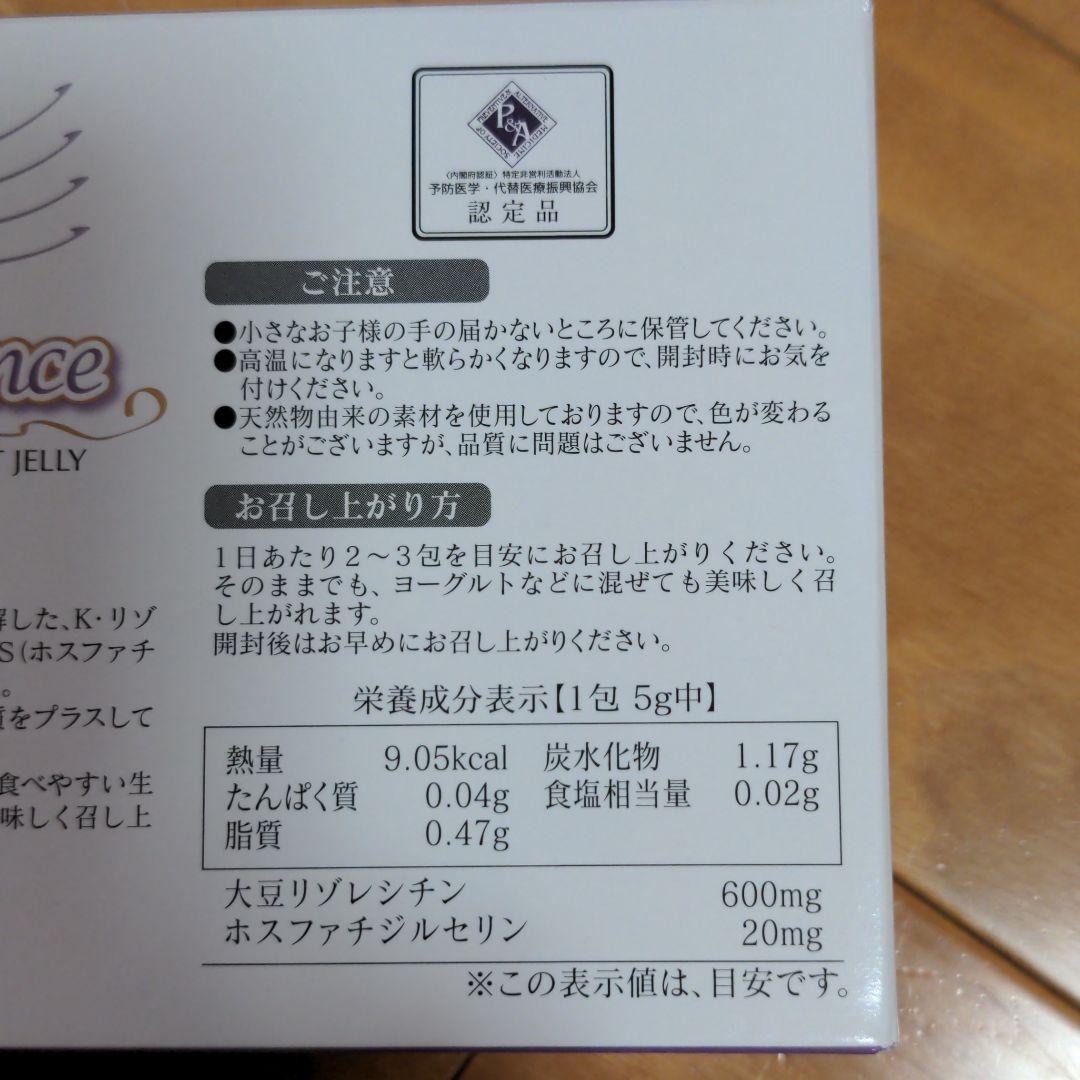 PREVENTIVE & ALTERNATIVE MEDICINE SOCIETY OF
P&A
〈内閣府認証〉特定非営利活動法人
予防医学・代替医療振興協会
認定品
ご注意
●小さなお子様の手の届かないところに保管してください。
●高温になりますと軟らかくなりますので、開封時にお気を
付けください。
●天然物由来の素材を使用しておりますので、色が変わる
ことがございますが、品質に問題はございません。
お召し上がり方
1日あたり2～3包を目安にお召し上がりください。
そのままでも、ヨーグルトなどに混ぜても美味しく召
し上がれます。
開封後はお早めにお召し上がりください。
栄養成分表示【1包 5g中】
熱量 9.05kcal 炭水化物 1.17g
たんぱく質 0.04g 食塩相当量 0.02g
脂質 0.47g
大豆リゾレシチン 600mg
ホスファチジルセリン 20mg
※この表示値は、目安です。
nce
T JELLY
解した、K・リゾ
S(ホスファチ
。
質をプラスして
食べやすい生
味しく召し上